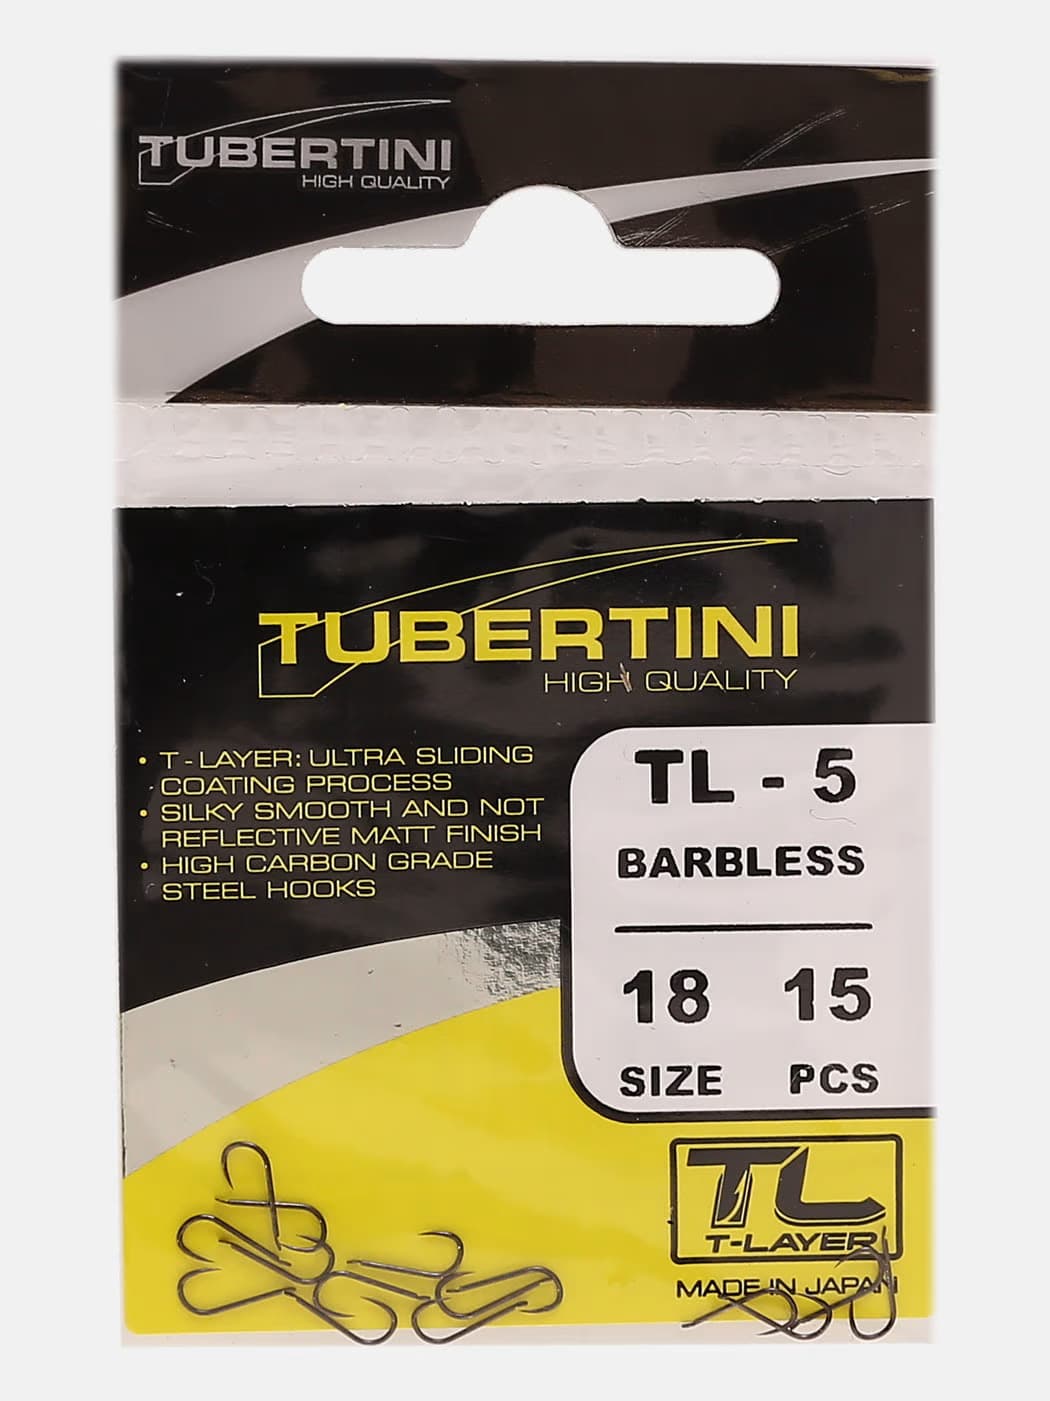 TUBERTINI
HIGH QUALITY
TUBERTINI
HIGH QUALITY
• T-LAYER: ULTRA SLIDING
COATING PROCESS
• SILKY SMOOTH AND NOT
REFLECTIVE MATT FINISH
• HIGH CARBON GRADE
STEEL HOOKS
TL - 5
BARBLESS
18 15
SIZE PCS
TL
T-LAYER
MADE IN JAPAN